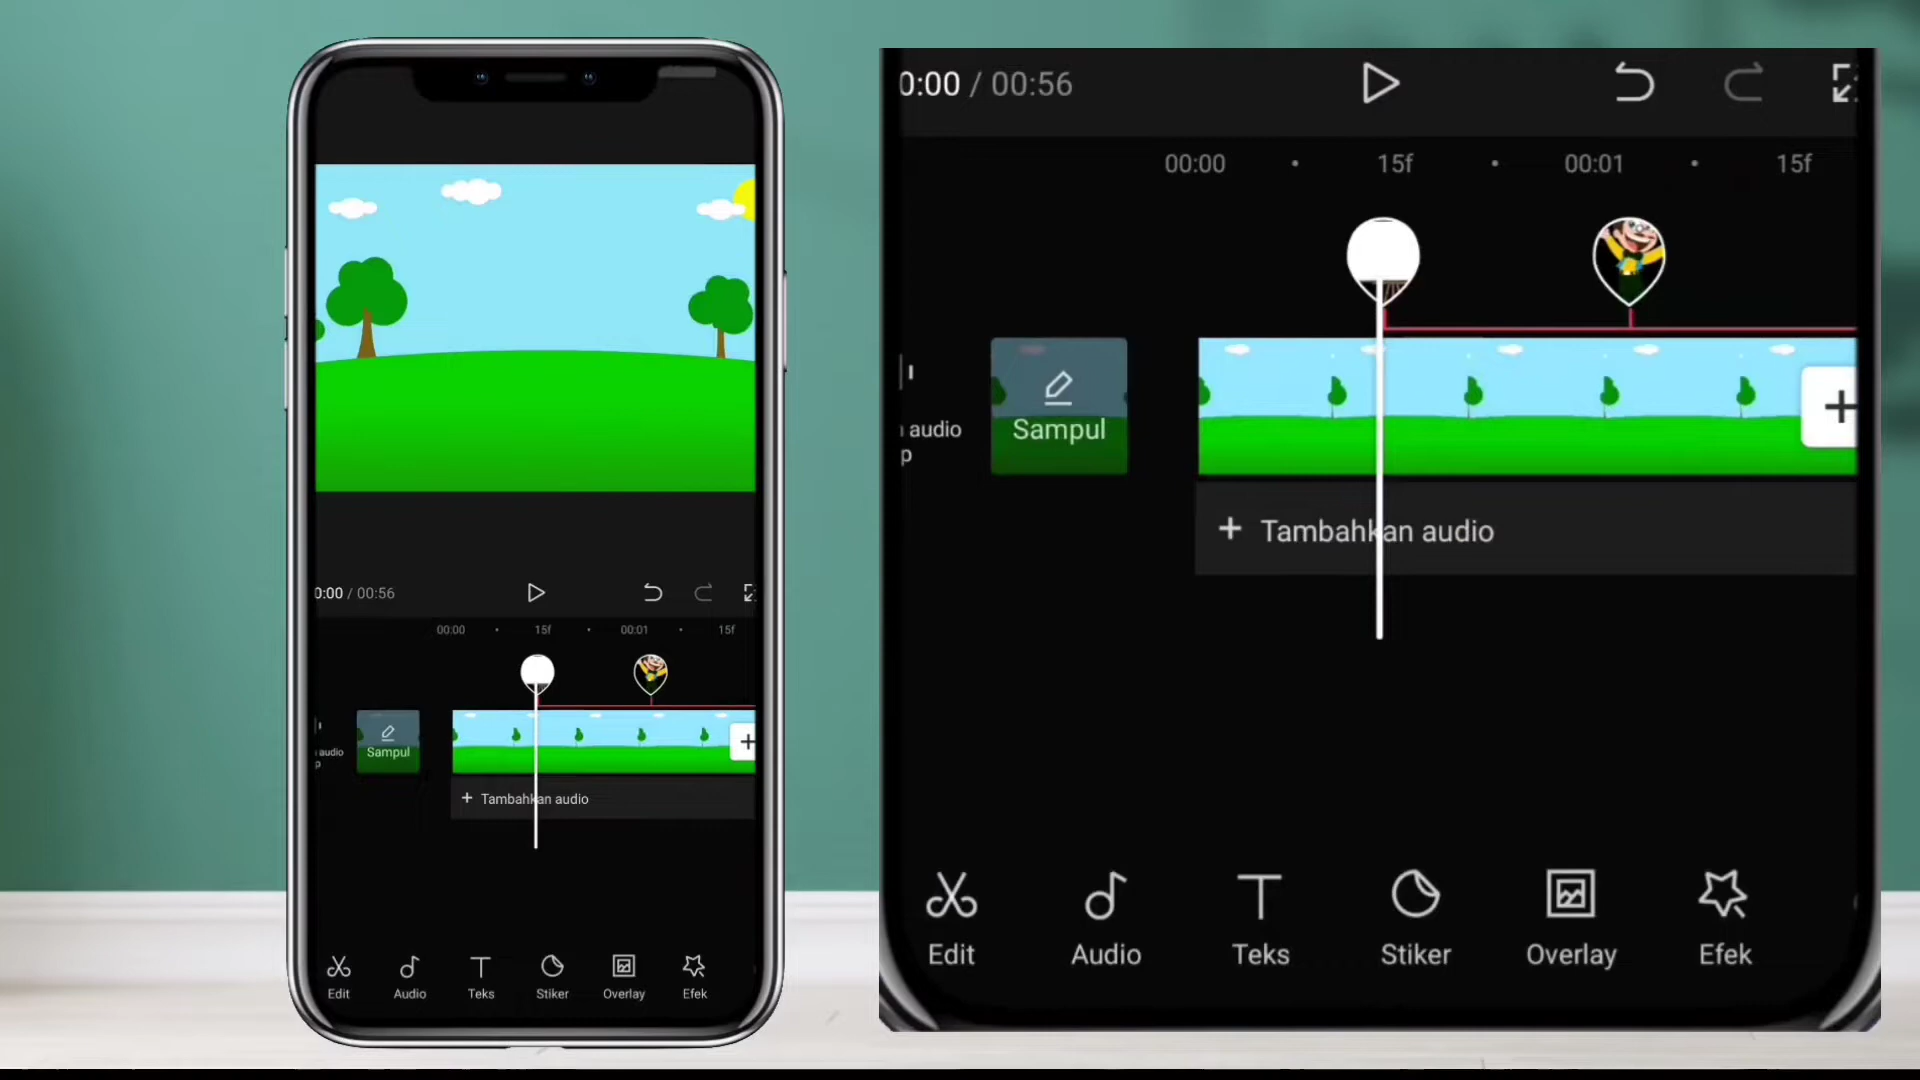 0:00 / 00:56
00:00 15f 00:01 15f
audio
p
Sampul
+ Tambahkan audio
Edit Audio Teks Stiker Overlay Efek
0:00 / 00:56
00:00 15f 00:01 15f
audio
p
Sampul
+ Tambahkan audio
Edit Audio Teks Stiker Overlay Efek